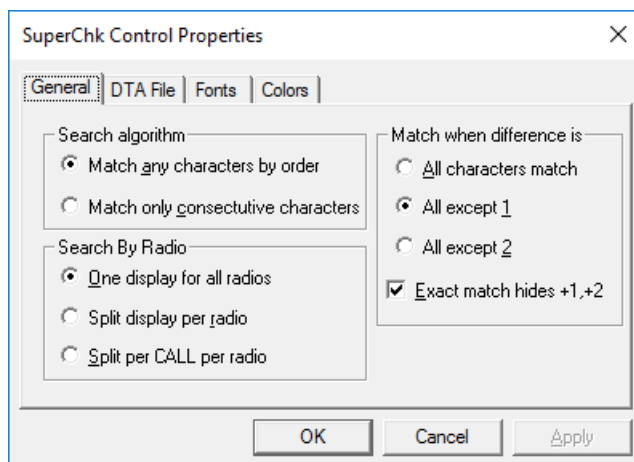 SuperChk Control Properties
General DTA File Fonts Colors
Search algorithm
Match any characters by order
Match only consectutive characters
Search By Radio
One display for all radios
Split display per radio
Split per CALL per radio
Match when difference is
All characters match
All except 1
All except 2
Exact match hides +1,+2
OK Cancel Apply